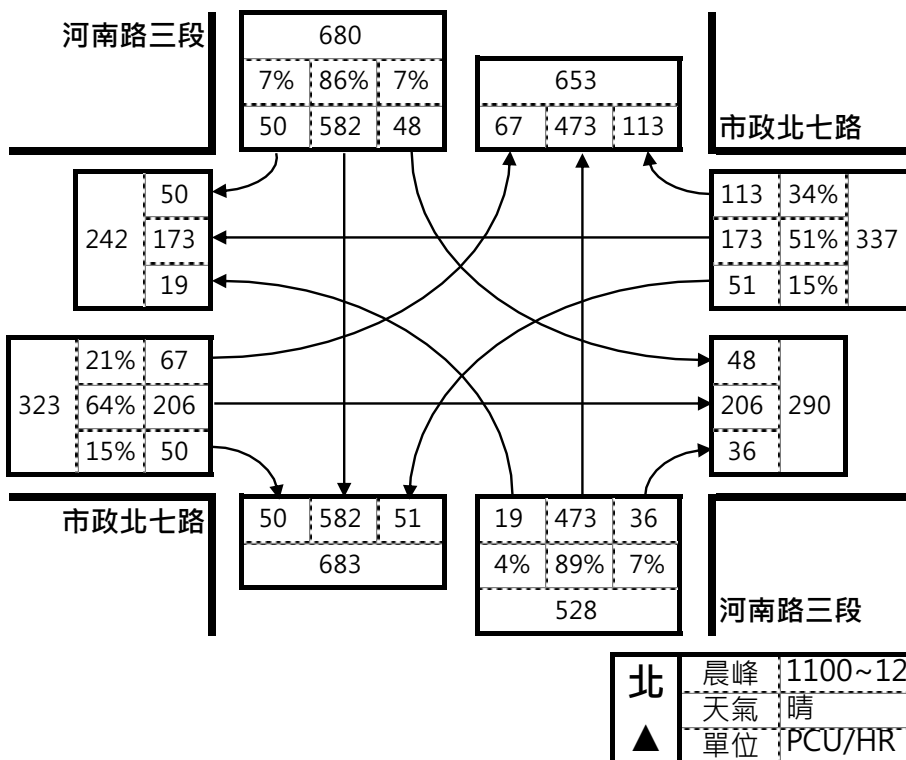 河南路三段
680
7% 86% 7%
50 582 48
653
67 473 113
市政北七路
50
242 173
19
113 34%
173 51% 337
51 15%
21% 67
323 64% 206
15% 50
48
206 290
36
市政北七路
50 582 51
683
19 473 36
4% 89% 7%
528
河南路三段
北
▲
晨峰 1100~12
天氣 晴
單位 PCU/HR